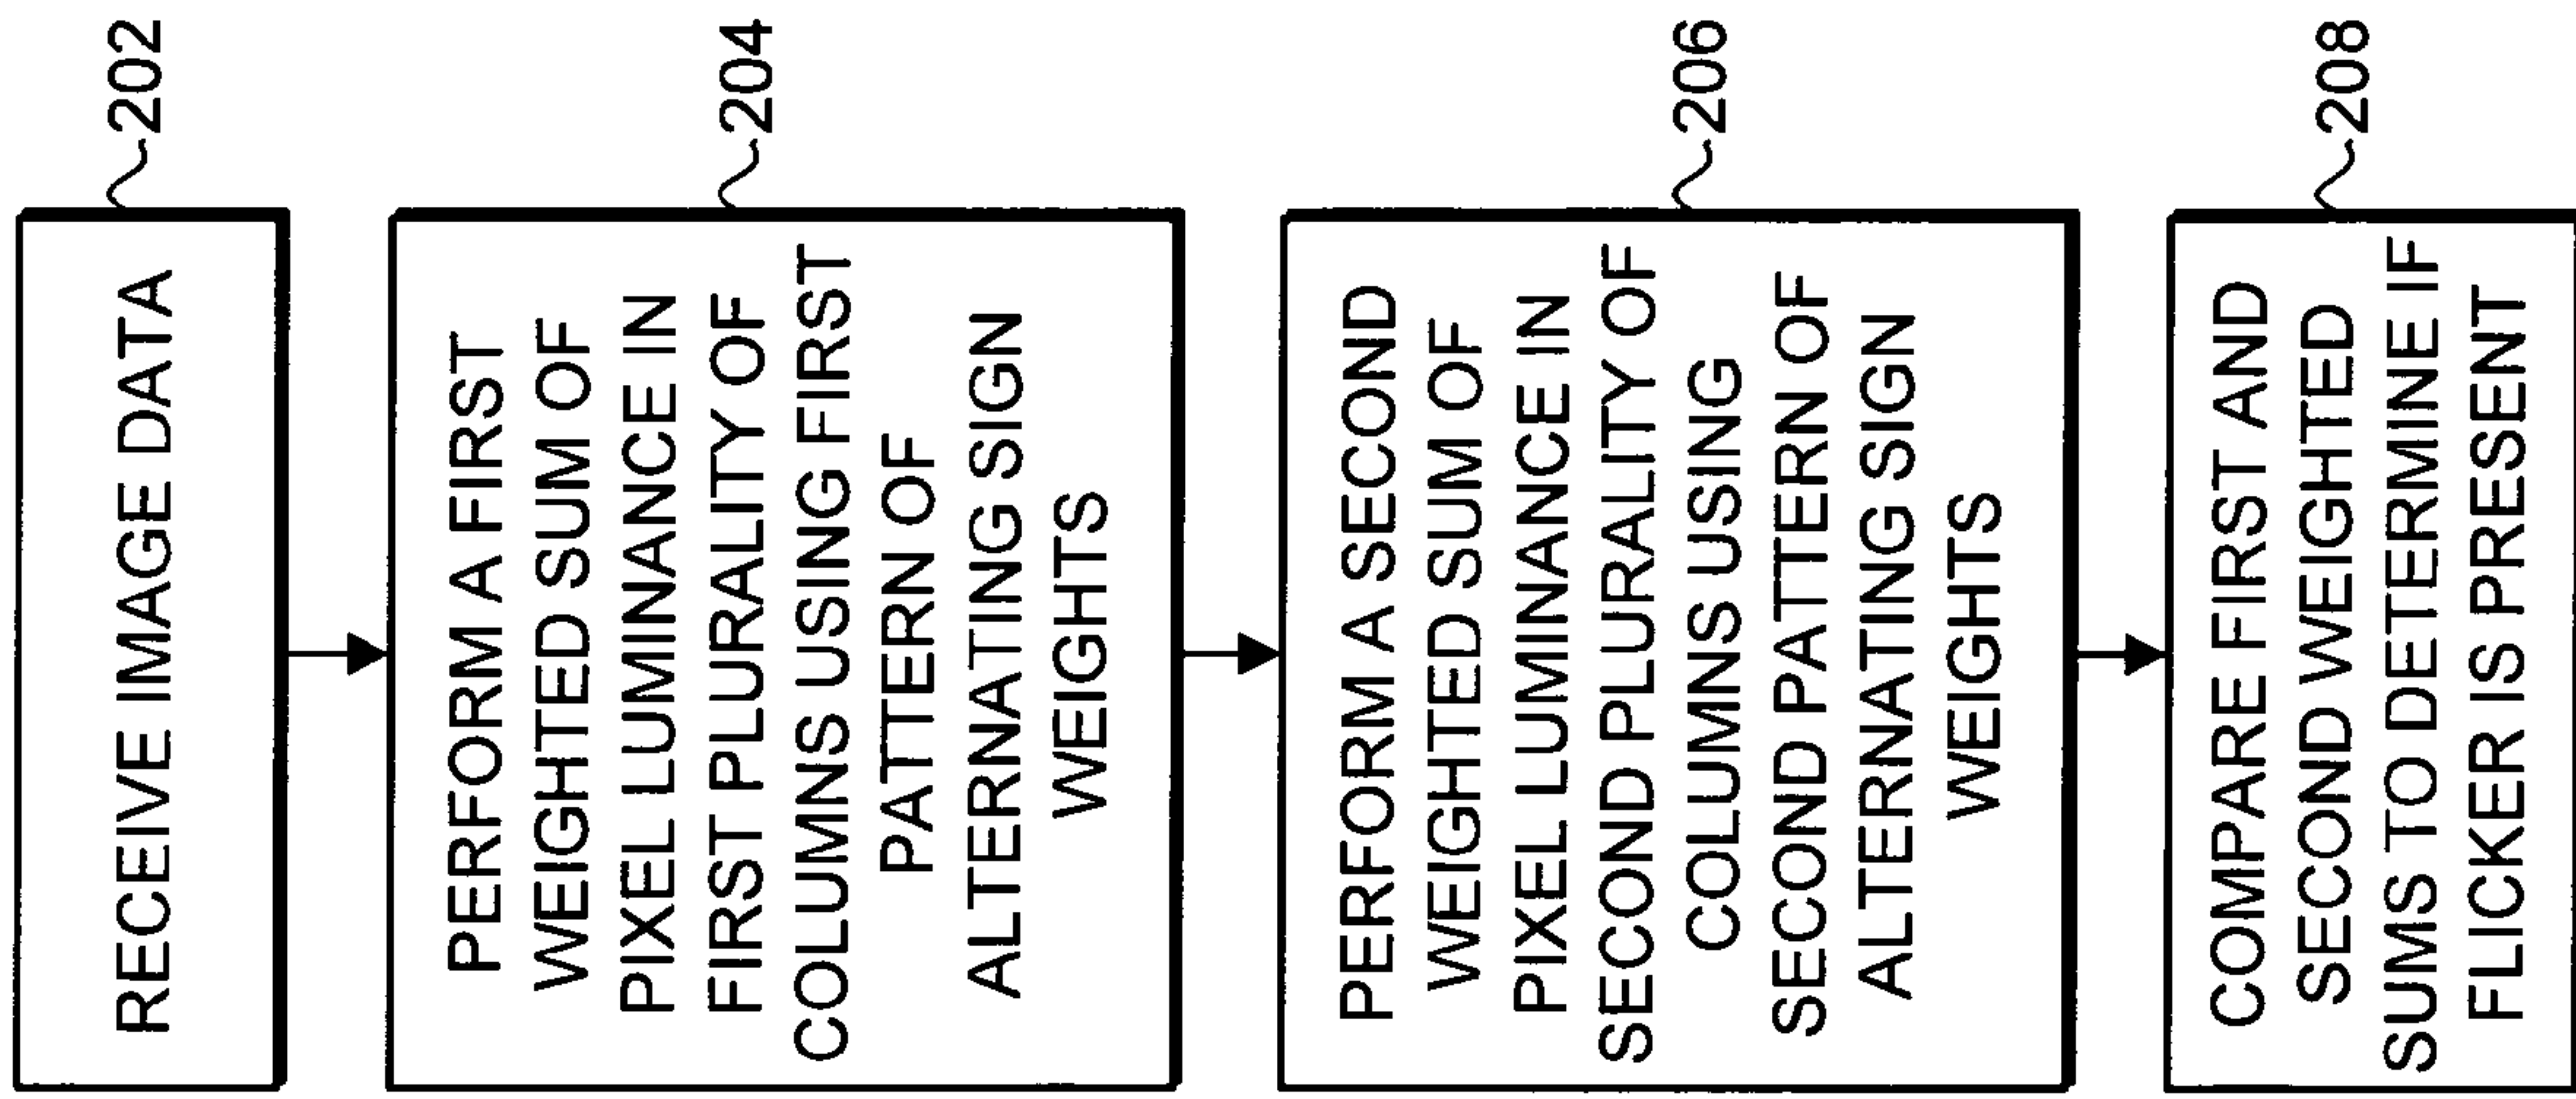 RECEIVE IMAGE DATA
202
PERFORM A FIRST
WEIGHTED SUM OF
PIXEL LUMINANCE IN
FIRST PLURALITY OF
COLUMNS USING FIRST
PATTERN OF
ALTERNATING SIGN
WEIGHTS
204
PERFORM A SECOND
WEIGHTED SUM OF
PIXEL LUMINANCE IN
SECOND PLURALITY OF
COLUMNS USING
SECOND PATTERN OF
ALTERNATING SIGN
WEIGHTS
206
COMPARE FIRST AND
SECOND WEIGHTED
SUMS TO DETERMINE IF
FLICKER IS PRESENT
208